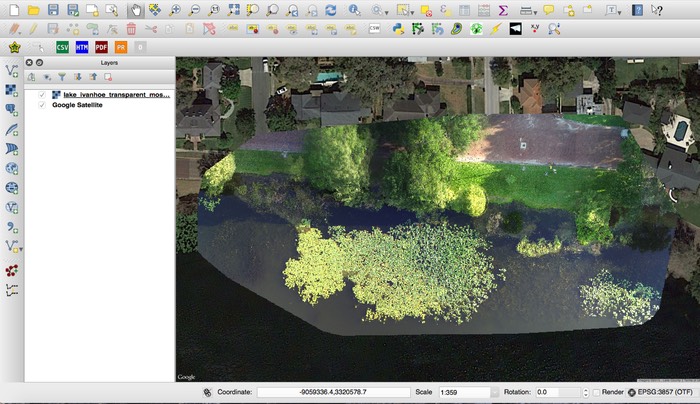 CSV HTM PDF PR
Layers
lake_ivanhoe_transparent_mos...
Google Satellite
Google
Coordinate: -9059336.4,3320578.7 Scale 1:359 Rotation: 0.0 Render EPSG:3857 (OTF)